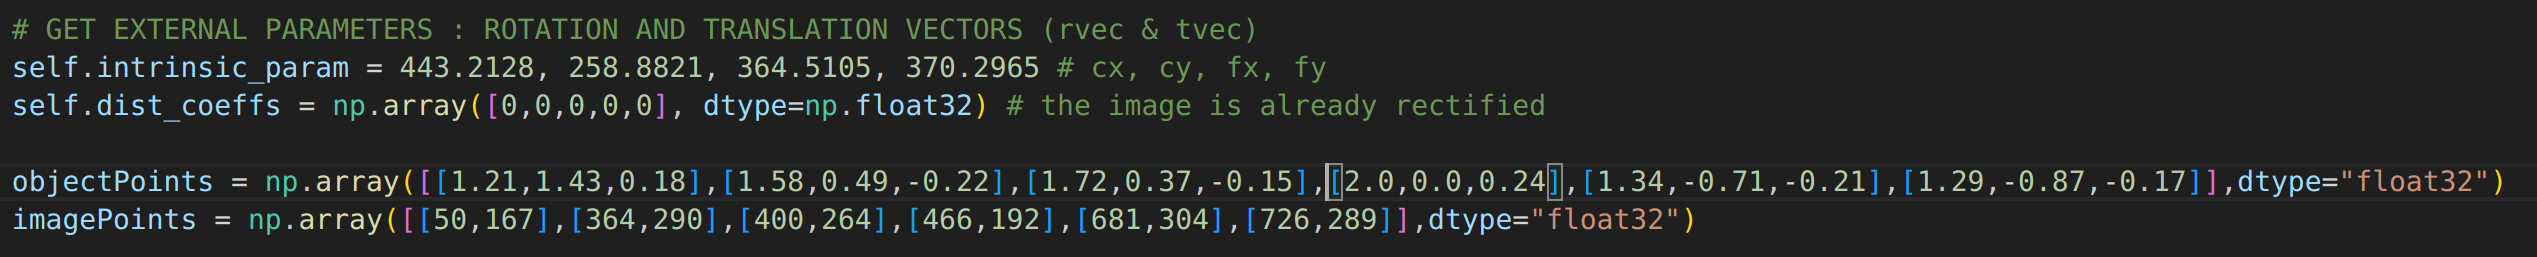 # GET EXTERNAL PARAMETERS : ROTATION AND TRANSLATION VECTORS (rvec & tvec)
self.intrinsic_param = 443.2128, 258.8821, 364.5105, 370.2965 # cx, cy, fx, fy
self.dist_coeffs = np.array([0,0,0,0,0], dtype=np.float32) # the image is already rectified
objectPoints = np.array([[1.21,1.43,0.18],[1.58,0.49,-0.22],[1.72,0.37,-0.15],[2.0,0.0,0.24],[1.34,-0.71,-0.21],[1.29,-0.87,-0.17]],dtype="float32")
imagePoints = np.array([[50,167],[364,290],[400,264],[466,192],[681,304],[726,289]],dtype="float32")